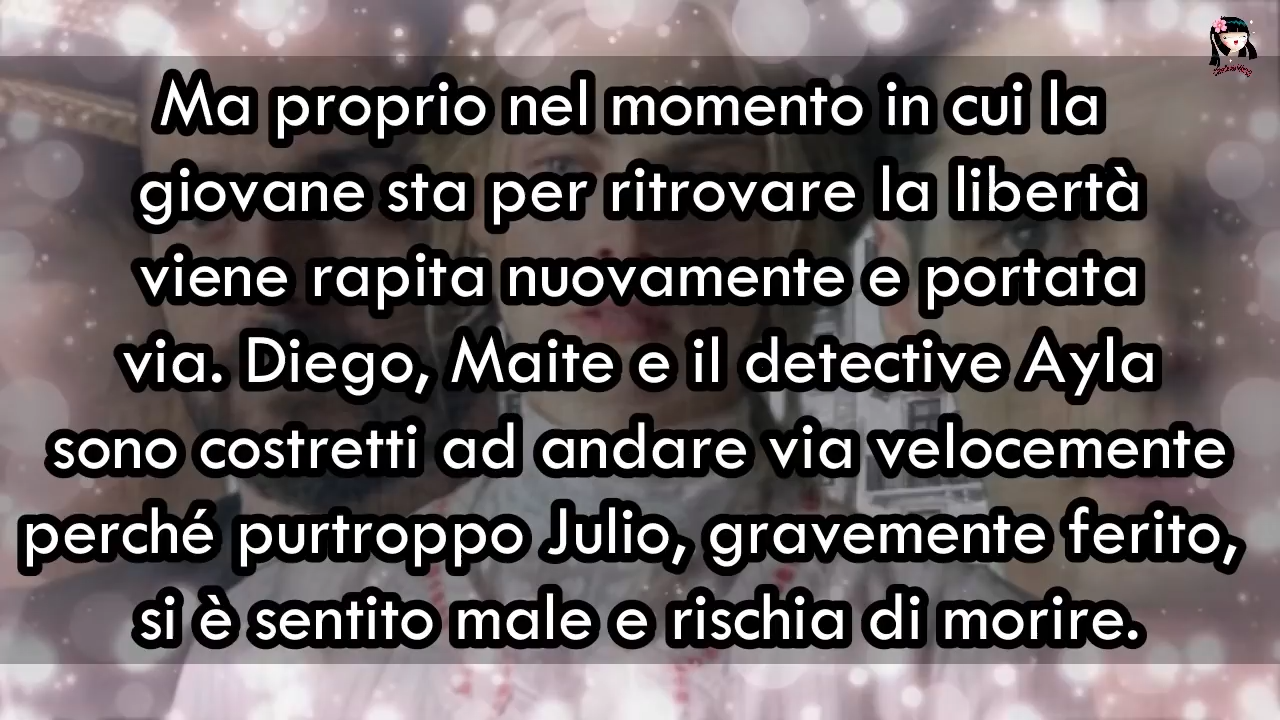 Ma proprio nel momento in cui la
giovane sta per ritrovare la libertà
viene rapita nuovamente e portata
via. Diego, Maite e il detective Ayla
sono costretti ad andare via velocemente
perché purtroppo Julio, gravemente ferito,
si è sentito male e rischia di morire.